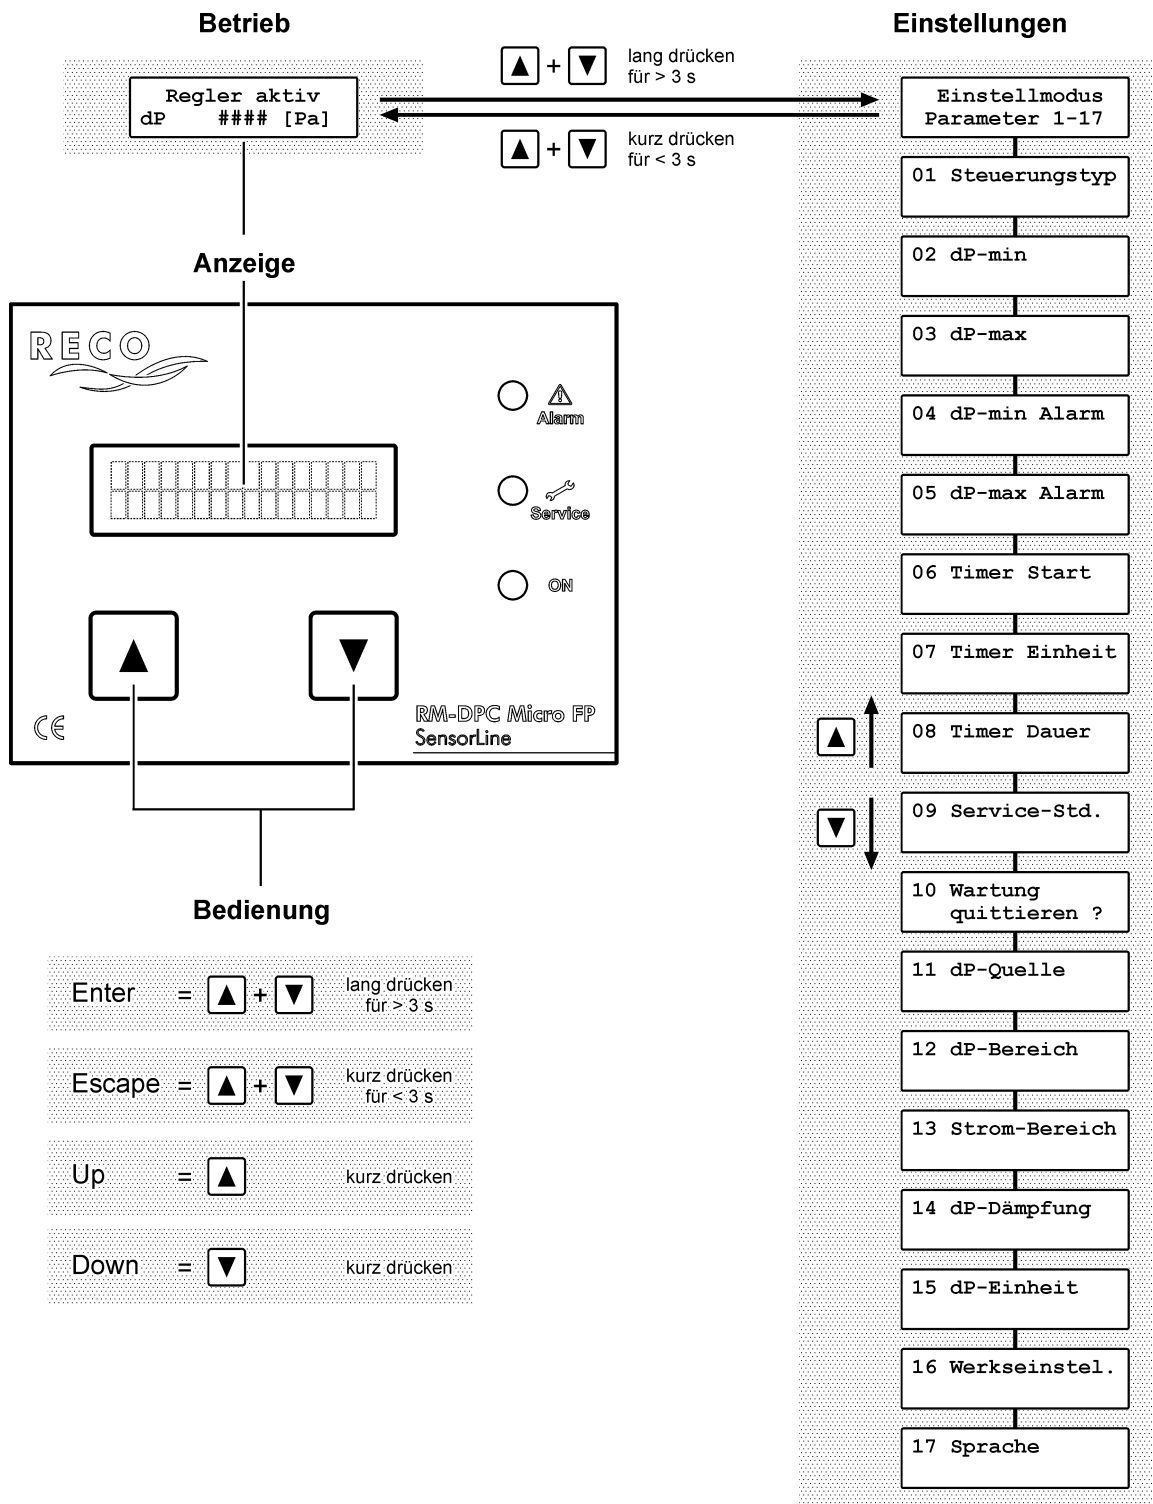 Betrieb
Einstellungen
Regler aktiv
dP #### [Pa]
▲ + ▼ lang drücken
für > 3 s
▲ + ▼ kurz drücken
für < 3 s
Anzeige
RECO
Alarm
Service
ON
▲ ▼
CE
RM-DPC Micro FP
SensorLine
Bedienung
Enter = ▲ + ▼ lang drücken
für > 3 s
Escape = ▲ + ▼ kurz drücken
für < 3 s
Up = ▲ kurz drücken
Down = ▼ kurz drücken
Einstellmodus
Parameter 1-17
01 Steuerungstyp
02 dP-min
03 dP-max
04 dP-min Alarm
05 dP-max Alarm
06 Timer Start
07 Timer Einheit
▲
08 Timer Dauer
▼
09 Service-Std.
10 Wartung
quittieren ?
11 dP-Quelle
12 dP-Bereich
13 Strom-Bereich
14 dP-Dämpfung
15 dP-Einheit
16 Werkseinstel.
17 Sprache